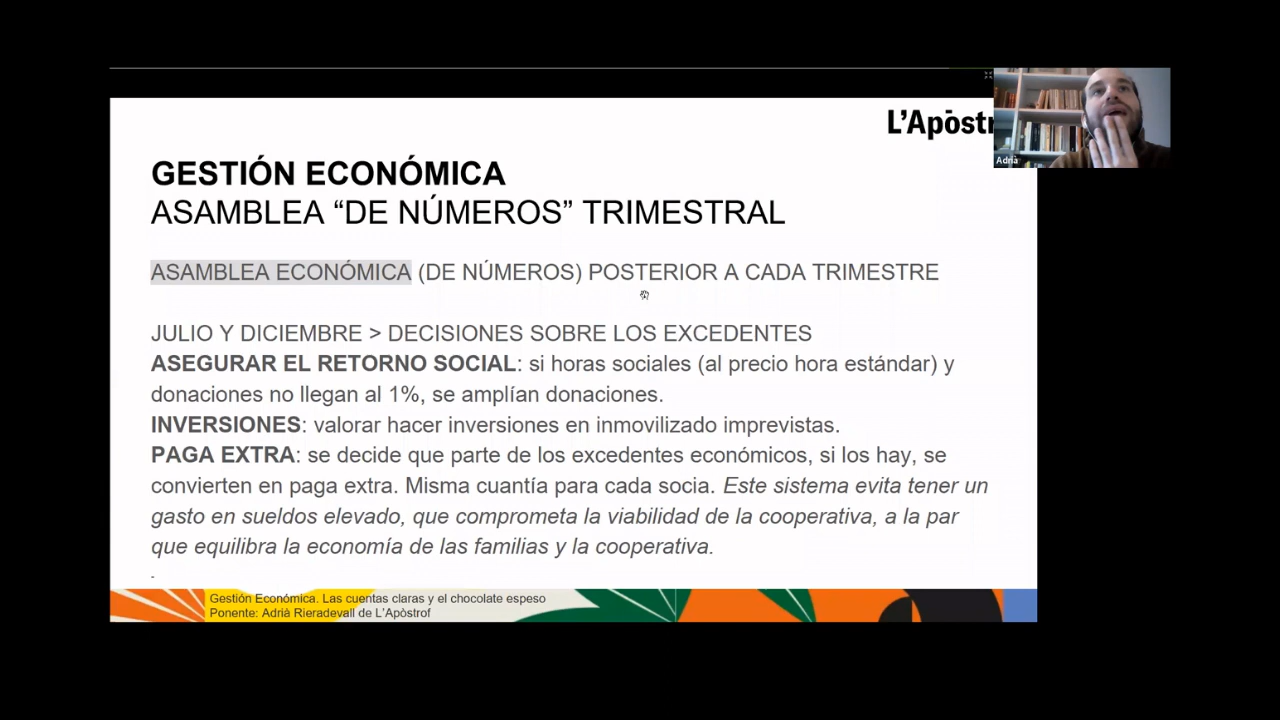 L'Apòstr
Adrià
GESTIÓN ECONÓMICA
ASAMBLEA “DE NÚMEROS” TRIMESTRAL
ASAMBLEA ECONÓMICA (DE NÚMEROS) POSTERIOR A CADA TRIMESTRE
JULIO Y DICIEMBRE > DECISIONES SOBRE LOS EXCEDENTES
ASEGURAR EL RETORNO SOCIAL: si horas sociales (al precio hora estándar) y
donaciones no llegan al 1%, se amplían donaciones.
INVERSIONES: valorar hacer inversiones en inmovilizado imprevistas.
PAGA EXTRA: se decide que parte de los excedentes económicos, si los hay, se
convierten en paga extra. Misma cuantía para cada socia. Este sistema evita tener un
gasto en sueldos elevado, que comprometa la viabilidad de la cooperativa, a la par
que equilibra la economía de las familias y la cooperativa.
.
Gestión Económica. Las cuentas claras y el chocolate espeso
Ponente: Adrià Rieradevall de L'Apòstrof